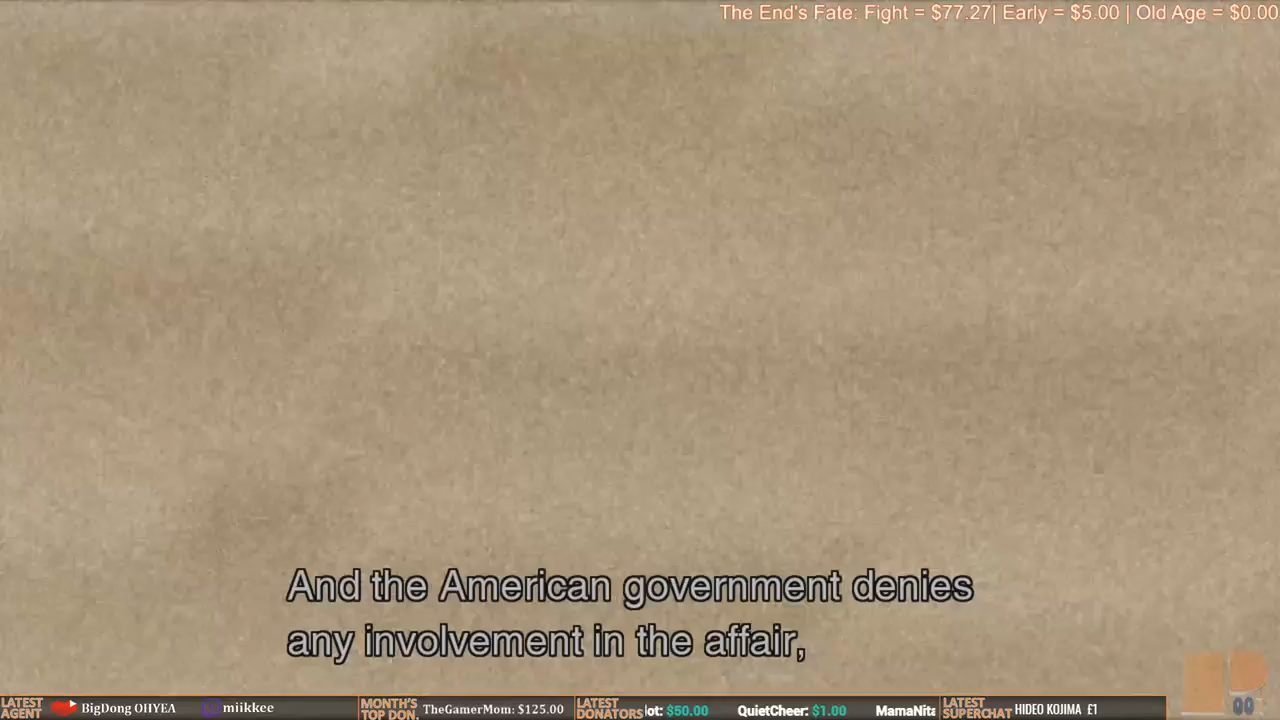 The End's Fate: Fight = $77.27| Early = $5.00 | Old Age = $0.00
And the American government denies
any involvement in the affair,
LATEST AGENT BigDong OHYEA miikkee
MONTH'S TOP DON. TheGamerMom: $125.00
LATEST DONATORS lot: $50.00 QuietCheer: $1.00 MamaNita
LATEST SUPERCHAT HIDEO KOJIMA £1